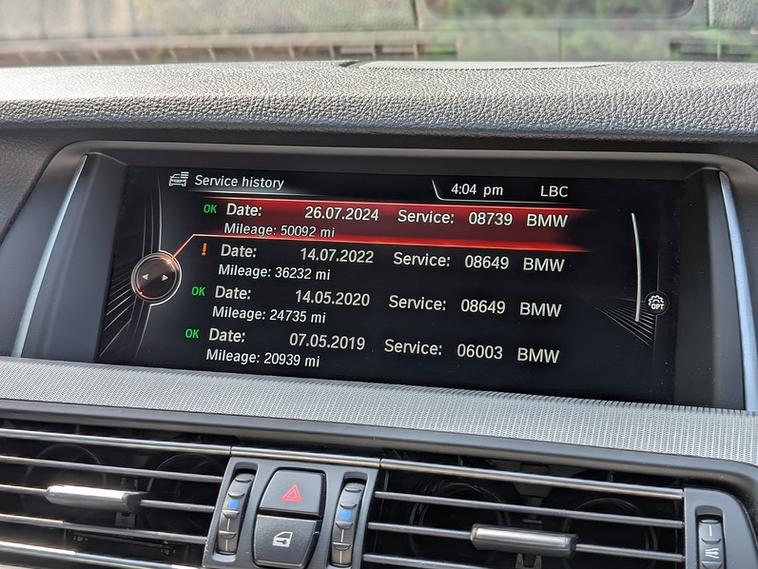 Service history 4:04 pm LBC
OK Date: 26.07.2024 Service: 08739 BMW
Mileage: 50092 mi
! Date: 14.07.2022 Service: 08649 BMW
Mileage: 36232 mi
OK Date: 14.05.2020 Service: 08649 BMW
Mileage: 24735 mi
OK Date: 07.05.2019 Service: 06003 BMW
Mileage: 20939 mi
OPT